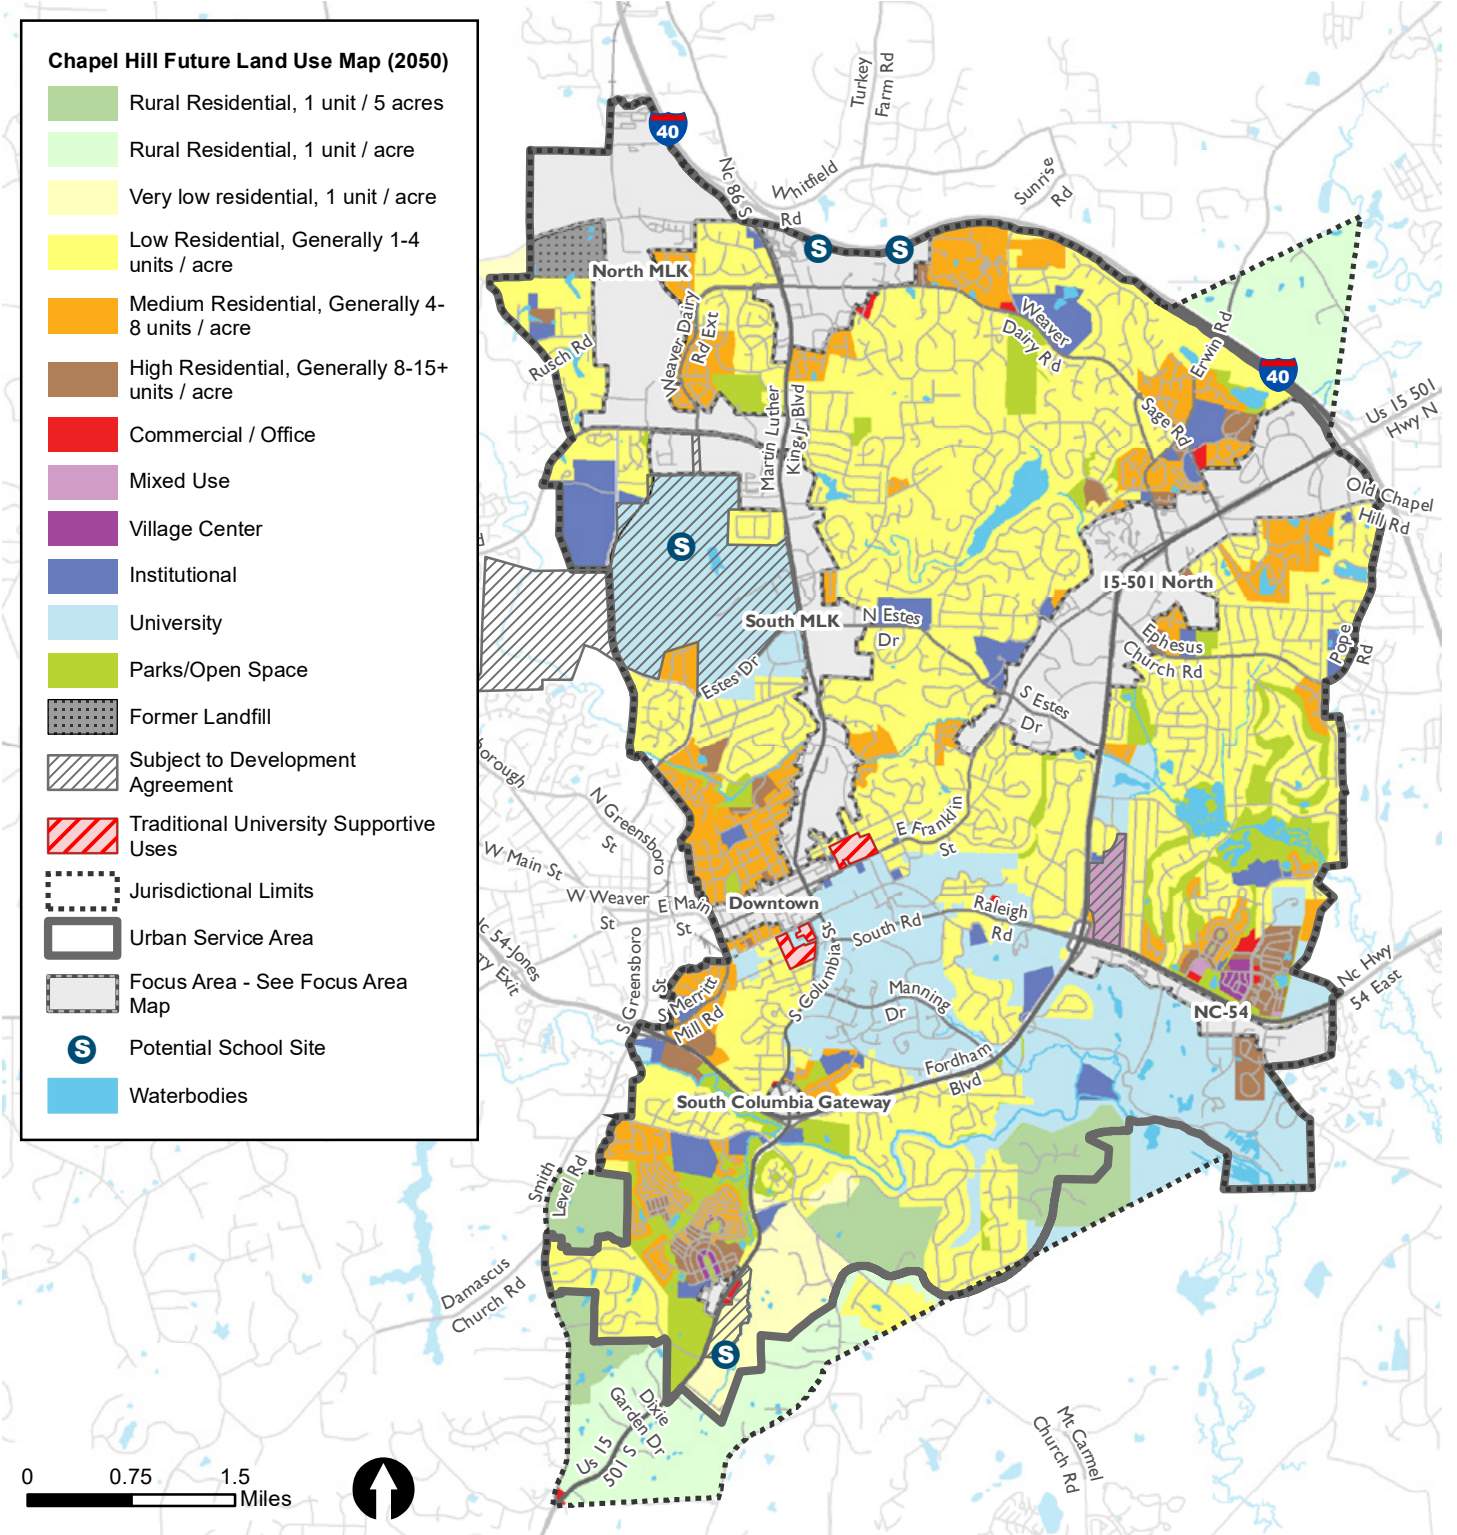 Chapel Hill Future Land Use Map (2050)
Rural Residential, 1 unit / 5 acres
Rural Residential, 1 unit / acre
Very low residential, 1 unit / acre
Low Residential, Generally 1-4
units / acre
Medium Residential, Generally 4-
8 units / acre
High Residential, Generally 8-15+
units / acre
Commercial / Office
Mixed Use
Village Center
Institutional
University
Parks/Open Space
Former Landfill
Subject to Development
Agreement
Traditional University Supportive
Uses
Jurisdictional Limits
Urban Service Area
Focus Area - See Focus Area
Map
S
Potential School Site
Waterbodies
0
0.75
1.5
Miles
Turkey
Farm Rd
40
Nc 86 S
Whitfield
Rd
Sunrise
Rd
S
S
North MLK
Weaver Dairy
Rd Ext
Rusch Rd
Weaver
Dairy Rd
Erwin Rd
40
Us 15 501
Hwy N
Martin Luther
King Jr Blvd
Sage Rd
Old Chapel
Hill Rd
S
15-501 North
South MLK
N Estes
Dr
Ephesus
Church Rd
Pope
Rd
Estes Dr
S Estes
Dr
N Greensboro
St
W Main St
E Franklin
St
W Weaver
St
E Main
St
Downtown
Raleigh
Rd
South Rd
S Columbia St
Manning
Dr
S Greensboro
St
S Merritt
Mill Rd
Nc Hwy
54 East
NC-54
Fordham
Blvd
South Columbia Gateway
Smith
Level Rd
Damascus
Church Rd
S
Dixie
Garden Dr
Us 15
501 S
Mt Carmel
Church Rd